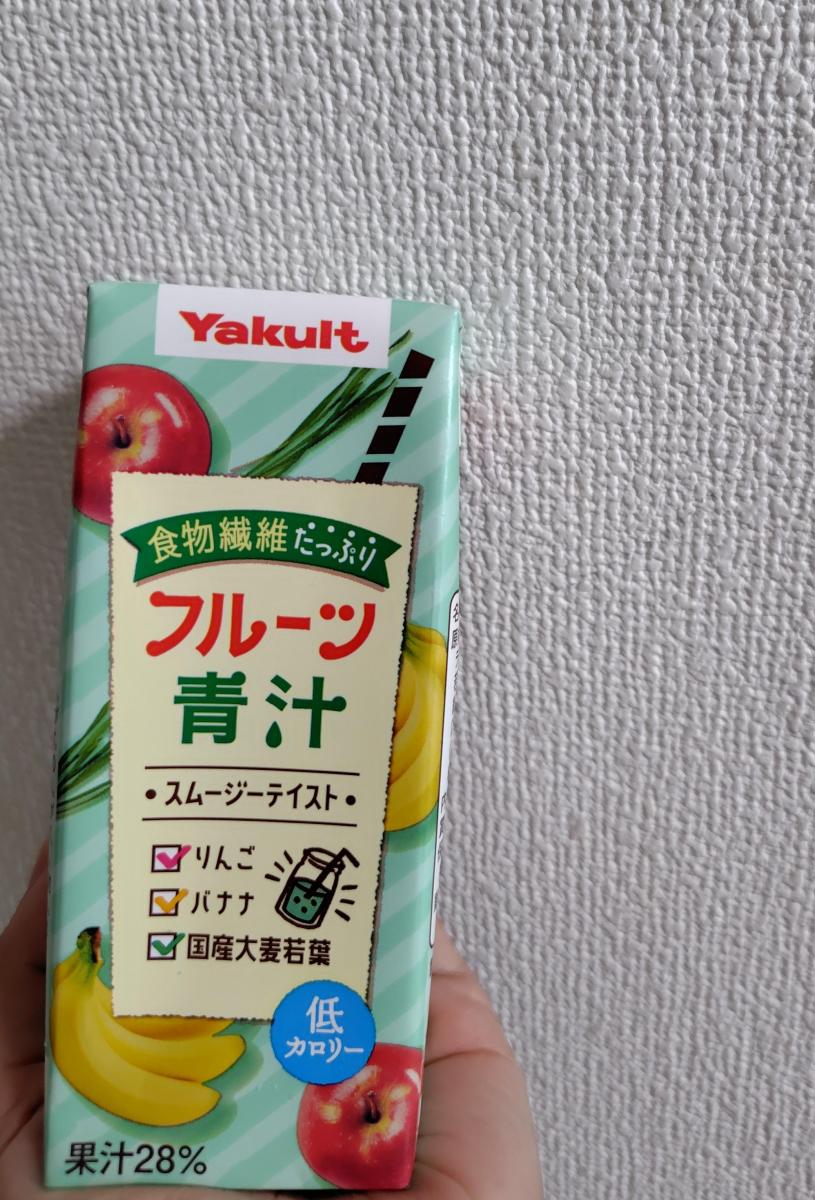 Yakult
食物繊維たっぷり
フルーツ
青汁
・スムージーテイスト・
りんご
バナナ
国産大麦若葉
低
カロリー
果汁28%